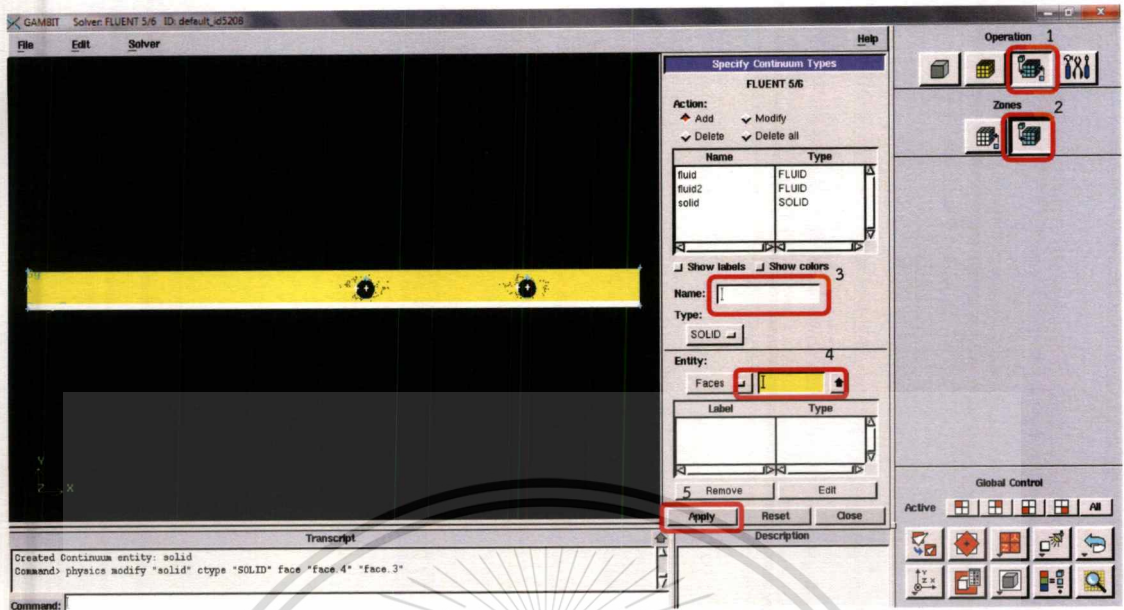 GAMBIT Solver: FLUENT 5/6 ID: default_id5208
File Edit Solver Help
Specify Continuum Types
FLUENT 5/6
Action:
Add Modify
Delete Delete all
Name Type
fluid FLUID
fluid2 FLUID
solid SOLID
Show labels Show colors
3
Name:
Type:
SOLID
Entity:
4
Faces
Label Type
5 Remove Edit
Apply Reset Close
Operation 1
Zones 2
Y
Z X
Transcript
Created Continuum entity: solid
Command> physics modify "solid" ctype "SOLID" face "face.4" "face.3"
Command:
Description
Global Control
Active All